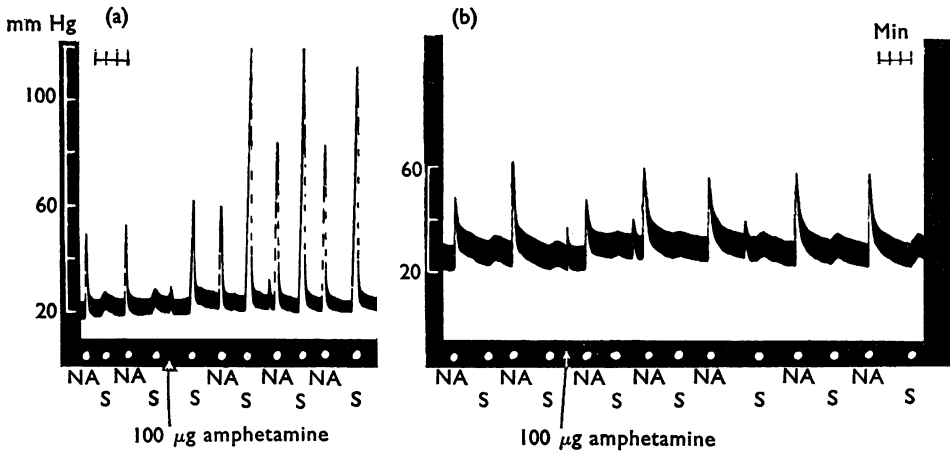 mm Hg
(a)
100
60
20
NA NA NA NA NA
S S S S S S
100 μg amphetamine
(b)
Min
60
20
NA NA NA NA NA NA NA
S S S S S S
100 μg amphetamine